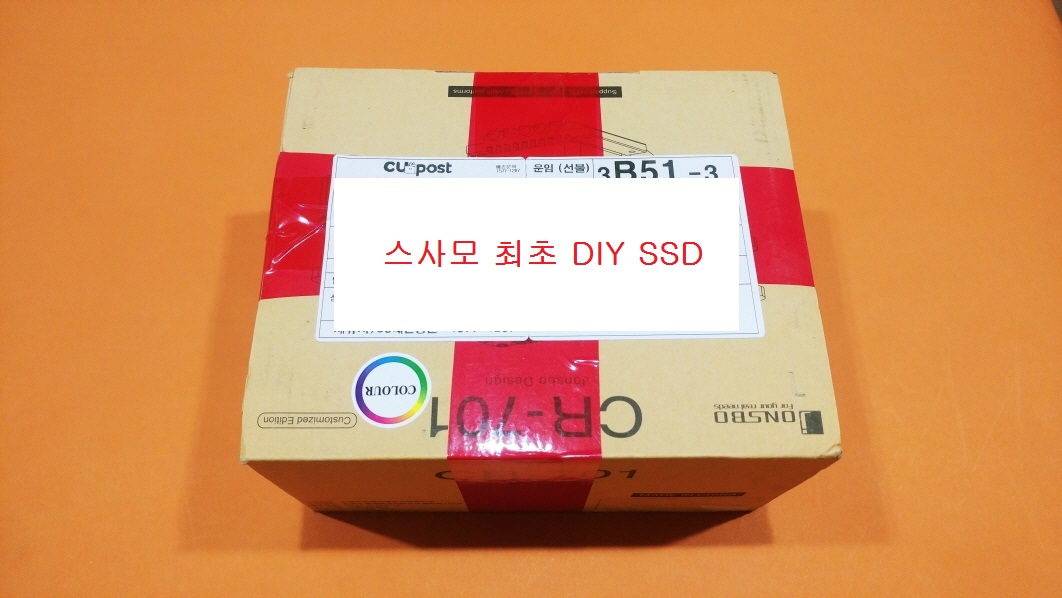 CUpost
운임 (선불)
3B51-3
스사모 최초 DIY SSD
COLOUR
Customized Edition
Jonsbo Design
CR-701
JONSBO
For your real needs